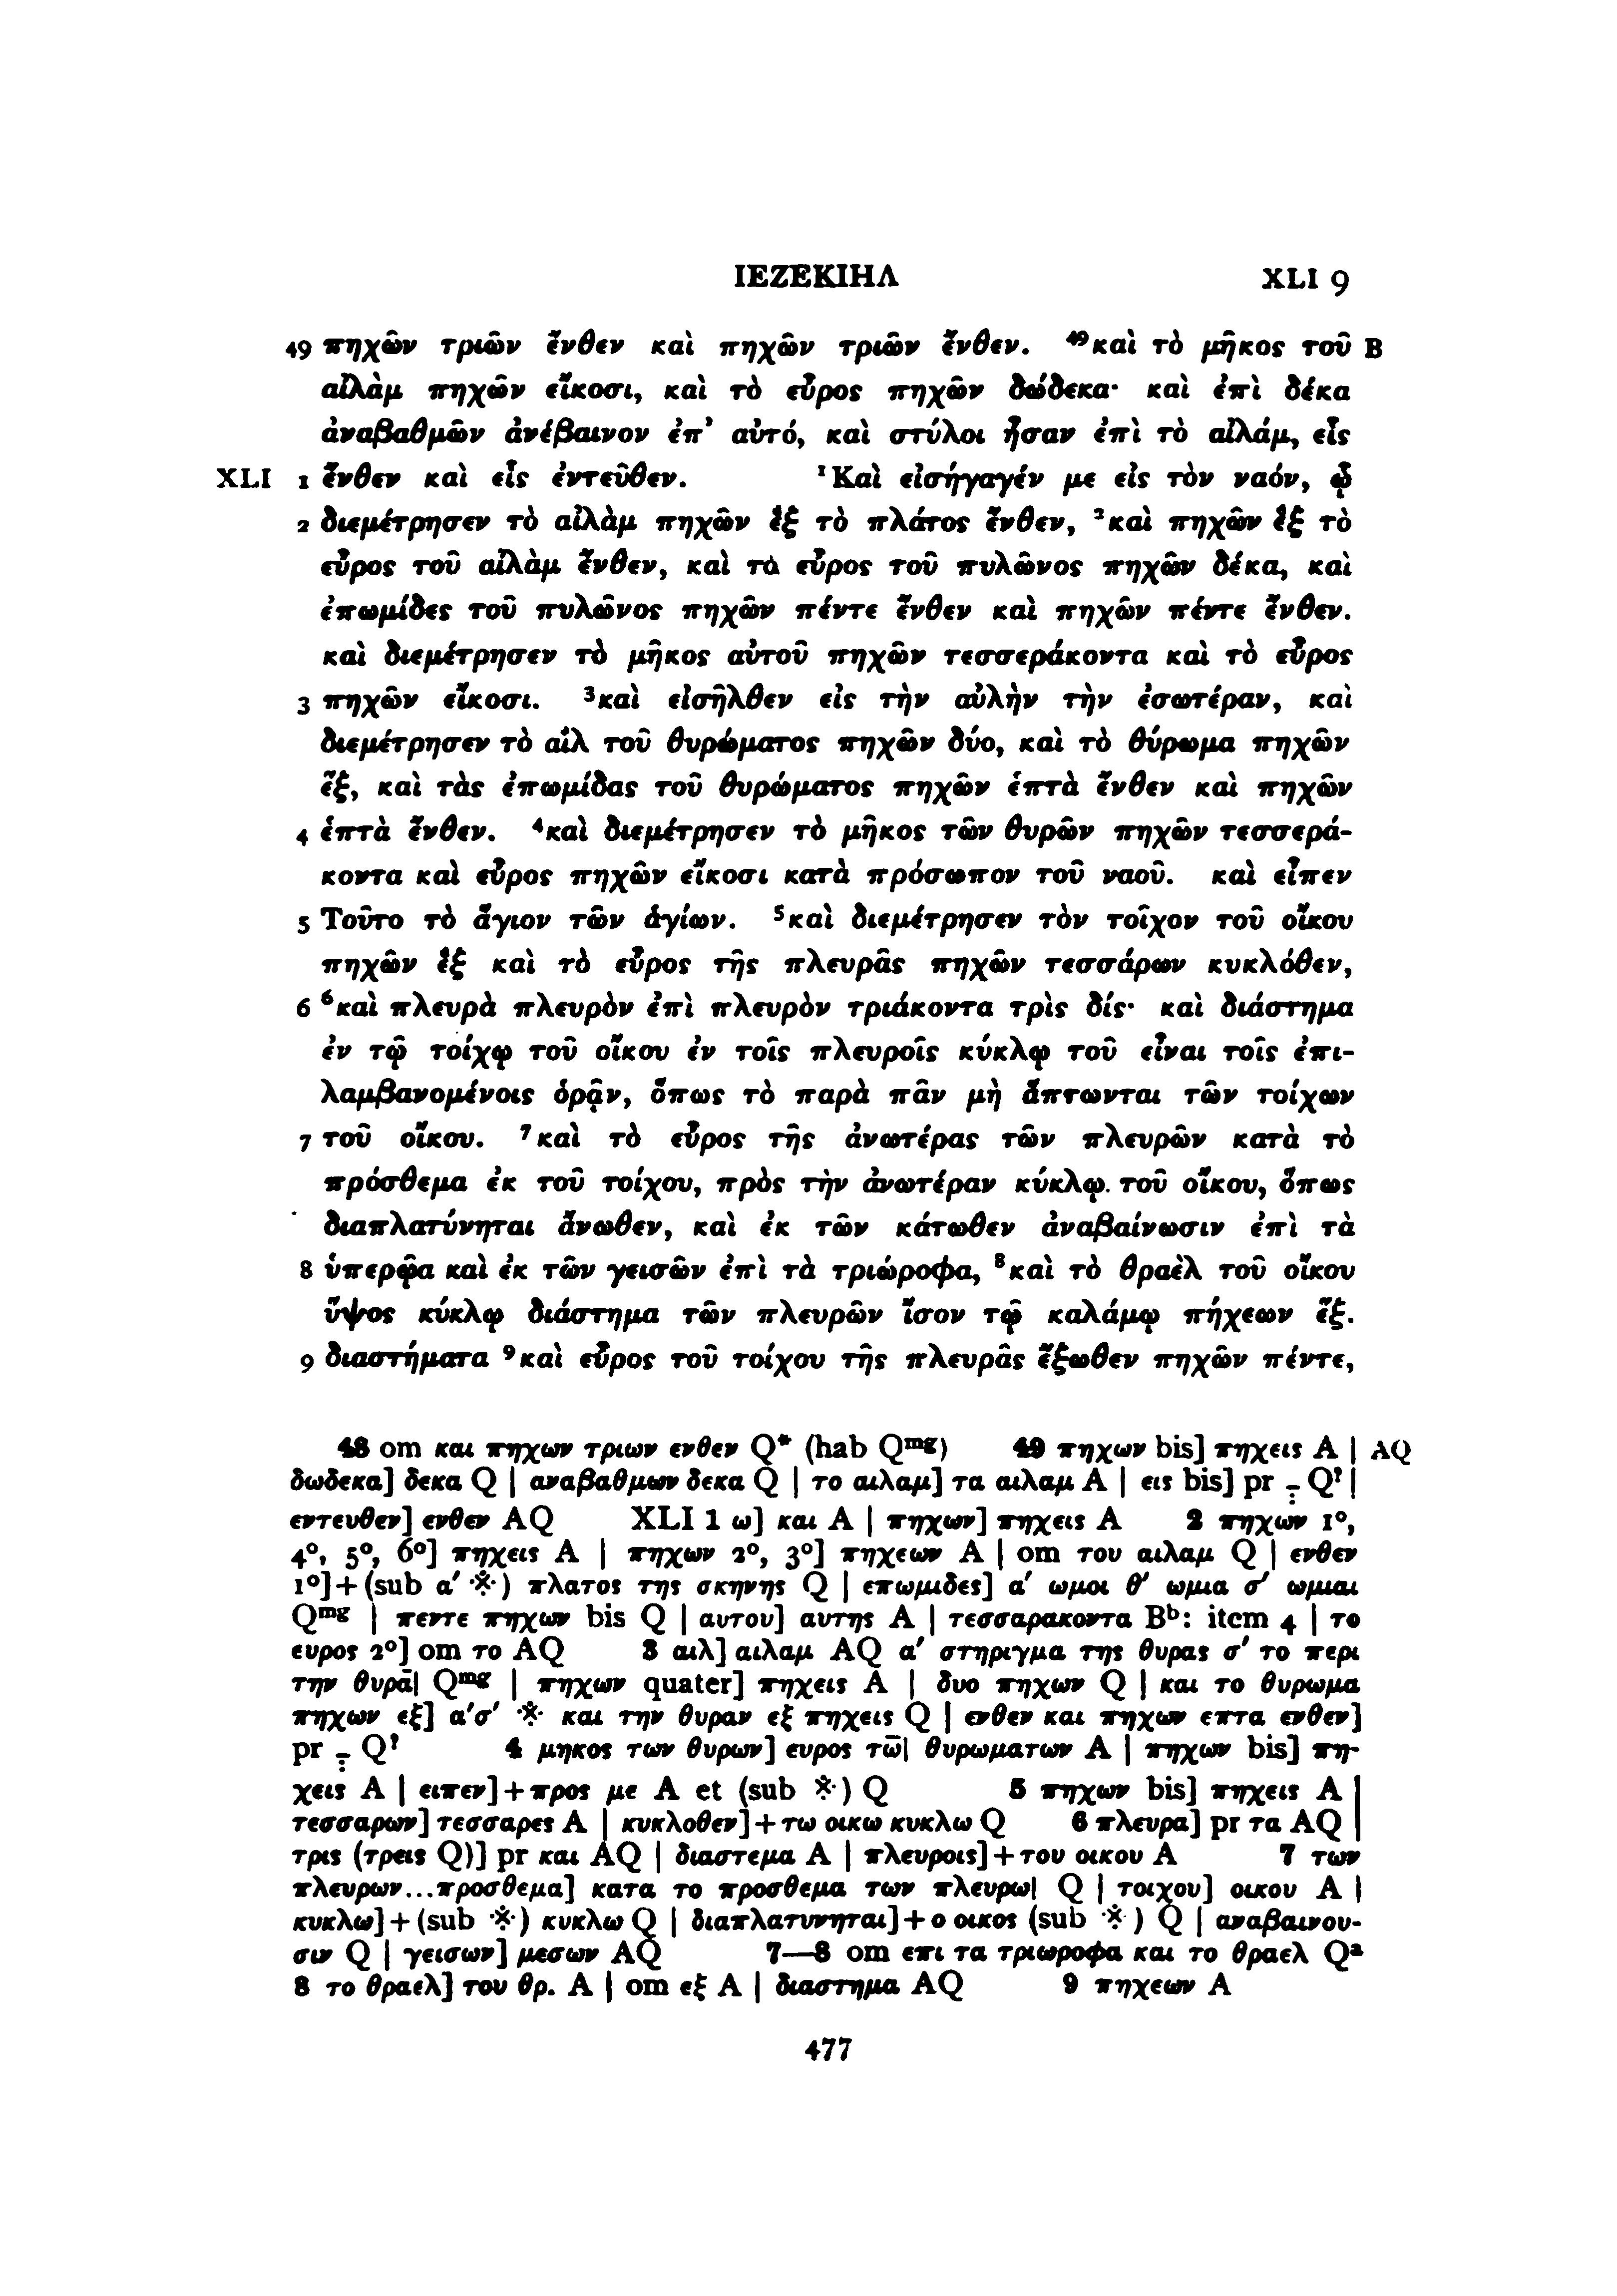 ΙΕΖΕΚΙΗΛ XLI 9
49 πηχῶν τριῶν ἔνθεν καὶ πηχῶν τριῶν ἔνθεν. ⁴⁹καὶ τὸ μῆκος τοῦ B
αἰλὰμ πηχῶν εἴκοσι, καὶ τὸ εὖρος πηχῶν δώδεκα· καὶ ἐπὶ δέκα
ἀναβαθμῶν ἀνέβαινον ἐπ’ αὐτό, καὶ στύλοι ἦσαν ἐπὶ τὸ αἰλάμ, εἷς
XLI 1 ἔνθεν καὶ εἷς ἐντεῦθεν. ¹Καὶ εἰσήγαγέν με εἰς τὸν ναόν, ᾧ
2 διεμέτρησεν τὸ αἰλὰμ πηχῶν ἓξ τὸ πλάτος ἔνθεν, ²καὶ πηχῶν ἓξ τὸ
εὖρος τοῦ αἰλὰμ ἔνθεν, καὶ τὸ εὖρος τοῦ πυλῶνος πηχῶν δέκα, καὶ
ἐπωμίδες τοῦ πυλῶνος πηχῶν πέντε ἔνθεν καὶ πηχῶν πέντε ἔνθεν.
καὶ διεμέτρησεν τὸ μῆκος αὐτοῦ πηχῶν τεσσεράκοντα καὶ τὸ εὖρος
3 πηχῶν εἴκοσι. ³καὶ εἰσῆλθεν εἰς τὴν αὐλὴν τὴν ἐσωτέραν, καὶ
διεμέτρησεν τὸ αἲλ τοῦ θυρώματος πηχῶν δύο, καὶ τὸ θύρωμα πηχῶν
ἕξ, καὶ τὰς ἐπωμίδας τοῦ θυρώματος πηχῶν ἑπτὰ ἔνθεν καὶ πηχῶν
4 ἑπτὰ ἔνθεν. ⁴καὶ διεμέτρησεν τὸ μῆκος τῶν θυρῶν πηχῶν τεσσερά-
κοντα καὶ εὖρος πηχῶν εἴκοσι κατὰ πρόσωπον τοῦ ναοῦ. καὶ εἶπεν
5 Τοῦτο τὸ ἅγιον τῶν ἁγίων. ⁵καὶ διεμέτρησεν τὸν τοῖχον τοῦ οἴκου
πηχῶν ἓξ καὶ τὸ εὖρος τῆς πλευρᾶς πηχῶν τεσσάρων κυκλόθεν,
6 ⁶καὶ πλευρὰ πλευρὸν ἐπὶ πλευρὸν τριάκοντα τρὶς δίς· καὶ διάστημα
ἐν τῷ τοίχῳ τοῦ οἴκου ἐν τοῖς πλευροῖς κύκλῳ τοῦ εἶναι τοῖς ἐπι-
λαμβανομένοις ὁρᾷν, ὅπως τὸ παρὰ πᾶν μὴ ἅπτωνται τῶν τοίχων
7 τοῦ οἴκου. ⁷καὶ τὸ εὖρος τῆς ἀνωτέρας τῶν πλευρῶν κατὰ τὸ
πρόσθεμα ἐκ τοῦ τοίχου, πρὸς τὴν ἀνωτέραν κύκλῳ τοῦ οἴκου, ὅπως
διαπλατύνηται ἄνωθεν, καὶ ἐκ τῶν κάτωθεν ἀναβαίνωσιν ἐπὶ τὰ
8 ὑπερῷα καὶ ἐκ τῶν γεισῶν ἐπὶ τὰ τριώροφα, ⁸καὶ τὸ θραὲλ τοῦ οἴκου
ὕψος κύκλῳ διάστημα τῶν πλευρῶν ἴσον τῷ καλάμῳ πήχεων ἕξ.
9 διαστήματα ⁹καὶ εὖρος τοῦ τοίχου τῆς πλευρᾶς ἔξωθεν πηχῶν πέντε,
48 om και πηχων τριων ενθεν Q* (hab Qᵐᵍ) 49 πηχων bis] πηχεις A | AQ
δωδεκα] δεκα Q | αναβαθμων δεκα Q | το αιλαμ] τα αιλαμ A | εις bis] pr ÷ Q? |
εντευθεν] ενθεν AQ XLI 1 ω] και A | πηχων] πηχεις A 2 πηχων 1°,
4°, 5°, 6°] πηχεις A | πηχων 2°, 3°] πηχεων A | om του αιλαμ Q | ενθεν
1°]+(sub α′ ※) πλατος της σκηνης Q | επωμιδες] α′ ωμοι θ′ ωμια σ′ ωμιαι
Qᵐᵍ | πεντε πηχων bis Q | αυτου] αυτης A | τεσσαρακοντα Bᵇ: item 4 | το
ευρος 2°] om το AQ 3 αιλ] αιλαμ AQ α′ στηριγμα της θυρας σ′ το περι
την θυρᾱ| Qᵐᵍ | πηχων quater] πηχεις A | δυο πηχων Q | και το θυρωμα
πηχων εξ] α′σ′ ※ και την θυραν εξ πηχεις Q | ενθεν και πηχων επτα ενθεν]
pr ÷ Q? 4 μηκος των θυρων] ευρος τω̄| θυρωματων A | πηχων bis] πη-
χεις A | ειπεν]+προς με A et (sub ※) Q 5 πηχων bis] πηχεις A |
τεσσαρων] τεσσαρες A | κυκλοθεν]+τω οικω κυκλω Q 6 πλευρα] pr τα AQ |
τρις (τρεις Q)] pr και AQ | διαστεμα A | πλευροις]+του οικου A 7 των
πλευρων...προσθεμα] κατα το προσθεμα των πλευρω| Q | τοιχου] οικου A |
κυκλω]+(sub ※) κυκλω Q | διαπλατυνηται]+ο οικος (sub ※) Q | αναβαινου-
σιν Q | γεισων] μεσων AQ 7—8 om επι τα τριωροφα και το θραελ Qᵃ
8 το θραελ] του θρ. A | om εξ A | διαστημα AQ 9 πηχεων A
477